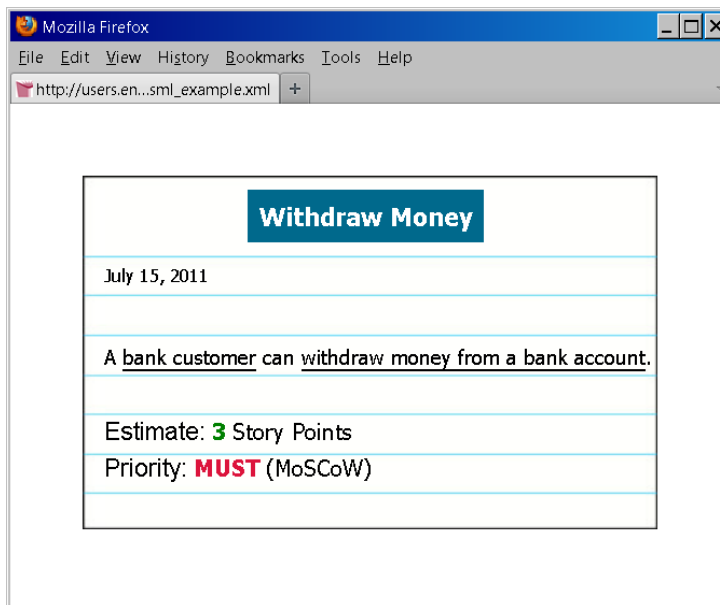 Mozilla Firefox
File Edit View History Bookmarks Tools Help
http://users.en...sml_example.xml +
Withdraw Money
July 15, 2011
A bank customer can withdraw money from a bank account.
Estimate: 3 Story Points
Priority: MUST (MoSCoW)